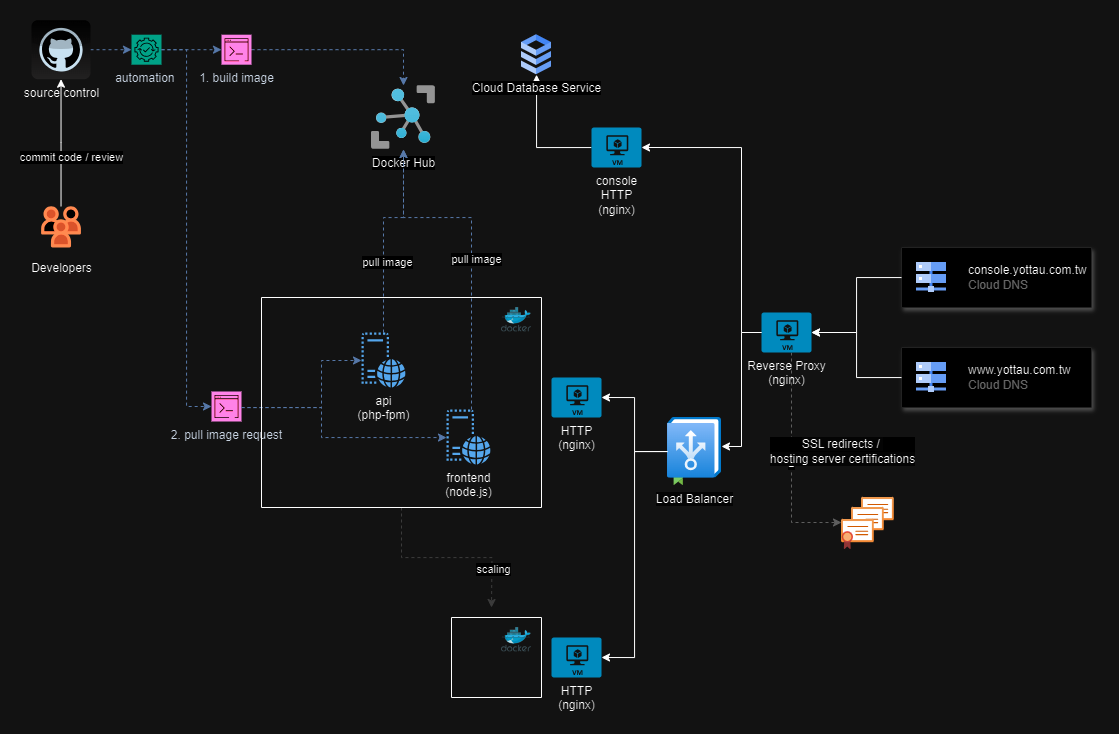 source control
automation
1. build image
Cloud Database Service
commit code / review
Docker Hub
VM
console
HTTP
(nginx)
Developers
pull image
pull image
console.yottau.com.tw
Cloud DNS
docker
VM
Reverse Proxy
(nginx)
www.yottau.com.tw
Cloud DNS
api
(php-fpm)
VM
HTTP
(nginx)
2. pull image request
SSL redirects /
hosting server certifications
frontend
(node.js)
Load Balancer
scaling
docker
VM
HTTP
(nginx)